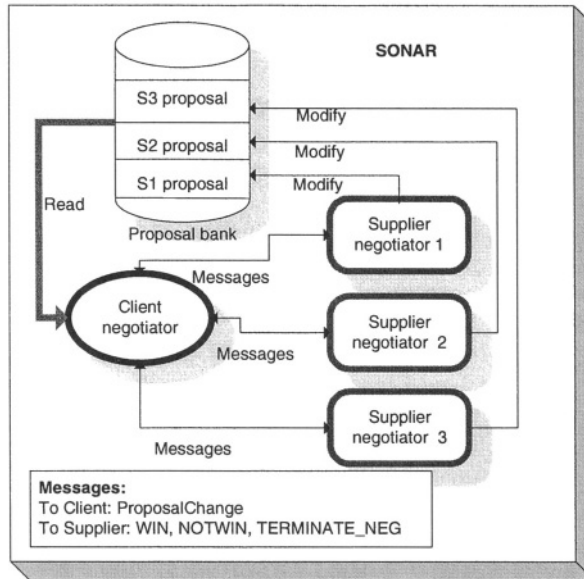 SONAR
S3 proposal
Modify
S2 proposal
Modify
S1 proposal
Modify
Read
Proposal bank
Supplier
negotiator 1
Messages
Client
negotiator
Supplier
negotiator 2
Messages
Supplier
negotiator 3
Messages
Messages:
To Client: ProposalChange
To Supplier: WIN, NOTWIN, TERMINATE_NEG